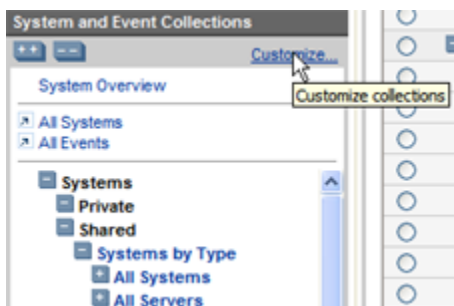 System and Event Collections
Customize...
Customize collections
System Overview
All Systems
All Events
Systems
Private
Shared
Systems by Type
All Systems
All Servers